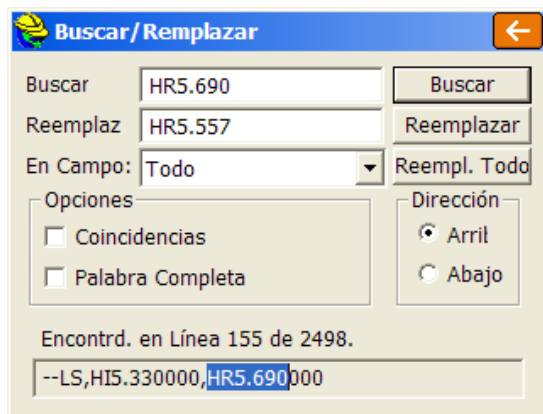 Buscar/Remplazar
Buscar HR5.690 Buscar
Reemplaz HR5.557 Reemplazar
En Campo: Todo Reempl. Todo
Opciones Dirección
Coincidencias Arril
Palabra Completa Abajo
Encontrd. en Línea 155 de 2498.
--LS,HI5.330000,HR5.690000